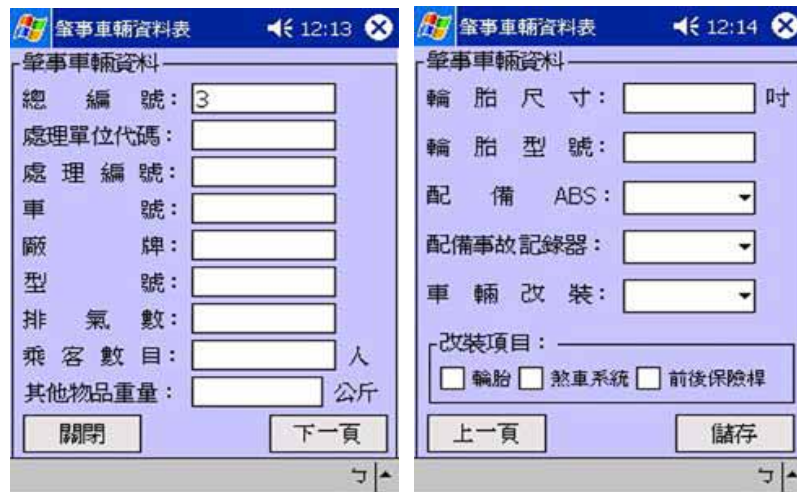 肇事車輛資料表 12:13
肇事車輛資料
總編號：3
處理單位代碼：
處理編號：
車號：
廠牌：
型號：
排氣數：
乘客數目： 人
其他物品重量： 公斤
關閉 下一頁
ㄅ
肇事車輛資料表 12:14
肇事車輛資料
輪胎尺寸： 吋
輪胎型號：
配備ABS：
配備事故記錄器：
車輛改裝：
改裝項目：
輪胎 煞車系統 前後保險桿
上一頁 儲存
ㄅ